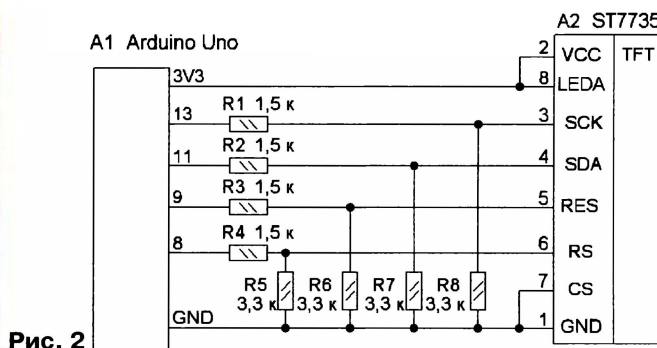 A2 ST7735
A1 Arduino Uno
2 VCC TFT
3V3 8 LEDA
13 R1 1,5 к 3 SCK
11 R2 1,5 к 4 SDA
9 R3 1,5 к 5 RES
8 R4 1,5 к 6 RS
R5 R6 R7 R8 7 CS
3,3 к 3,3 к 3,3 к 3,3 к
GND 1 GND
Рис. 2